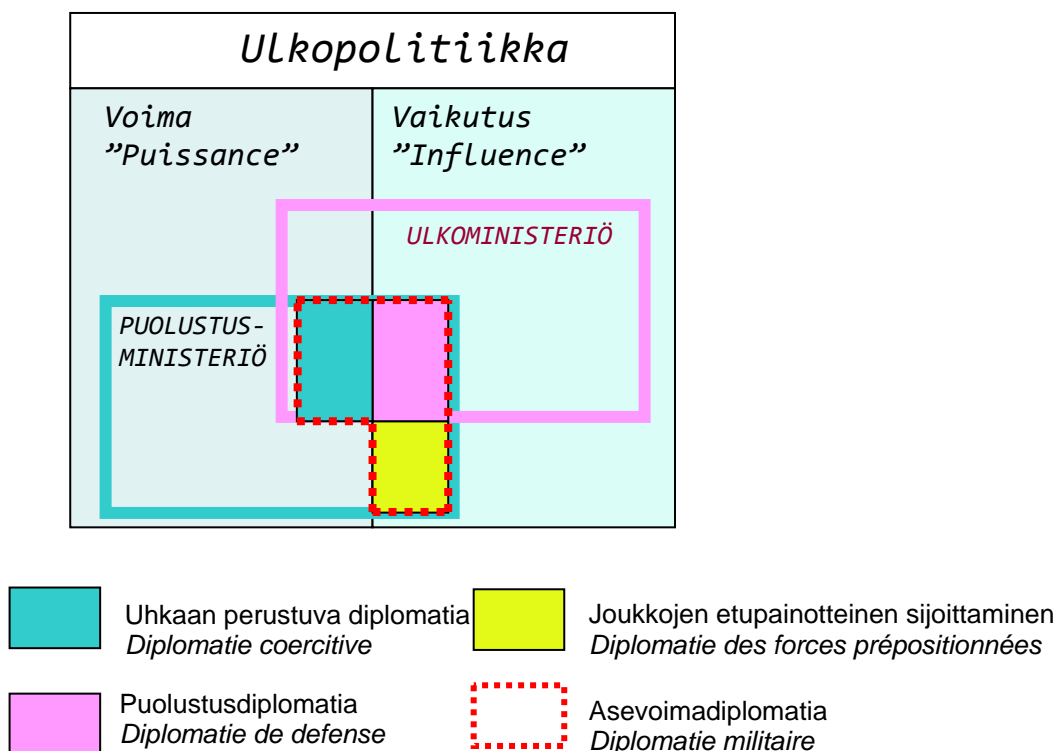 Ulkopolitiikka
Voima
”Puissance”
Vaikutus
”Influence”
ULKOMINISTERIÖ
PUOLUSTUS-
MINISTERIÖ
Uhkaan perustuva diplomatia
Diplomatie coercitive
Joukkojen etupainotteinen sijoittaminen
Diplomatie des forces prépositionnées
Puolustusdiplomatia
Diplomatie de defense
Asevoimadiplomatia
Diplomatie militaire